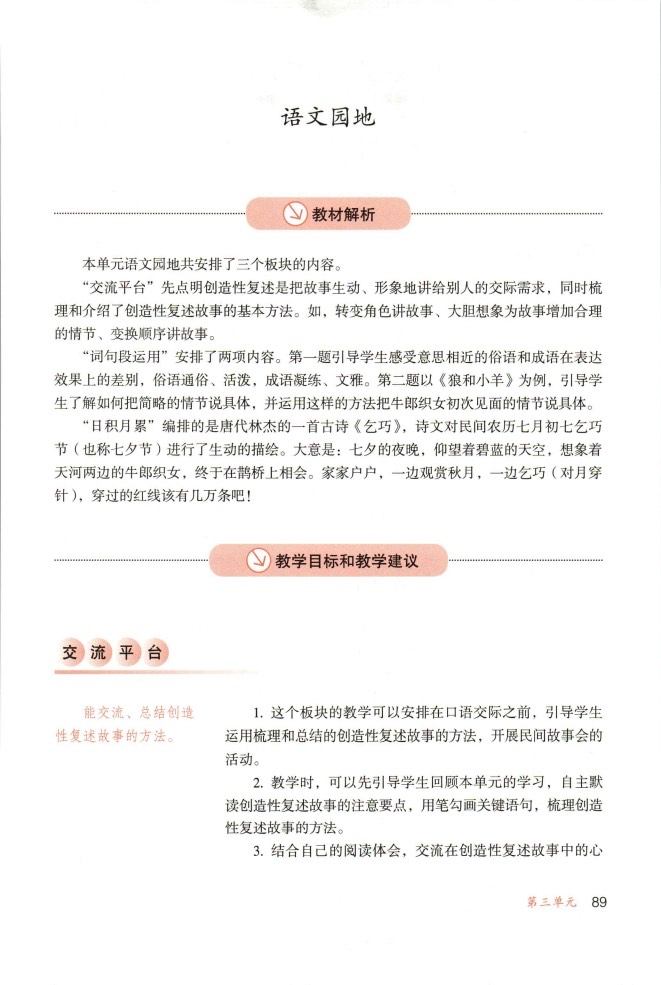 语文园地
教材解析
本单元语文园地共安排了三个板块的内容。
“交流平台”先点明创造性复述是把故事生动、形象地讲给别人的交际需求，同时梳
理和介绍了创造性复述故事的基本方法。如，转变角色讲故事、大胆想象为故事增加合理
的情节、变换顺序讲故事。
“词句段运用”安排了两项内容。第一题引导学生感受意思相近的俗语和成语在表达
效果上的差别，俗语通俗、活泼，成语凝练、文雅。第二题以《狼和小羊》为例，引导学
生了解如何把简略的情节说具体，并运用这样的方法把牛郎织女初次见面的情节说具体。
“日积月累”编排的是唐代林杰的一首古诗《乞巧》，诗文对民间农历七月初七乞巧
节（也称七夕节）进行了生动的描绘。大意是：七夕的夜晚，仰望着碧蓝的天空，想象着
天河两边的牛郎织女，终于在鹊桥上相会。家家户户，一边观赏秋月，一边乞巧（对月穿
针），穿过的红线该有几万条吧！
教学目标和教学建议
交流平台
能交流、总结创造
性复述故事的方法。
1. 这个板块的教学可以安排在口语交际之前，引导学生
运用梳理和总结的创造性复述故事的方法，开展民间故事会的
活动。
2. 教学时，可以先引导学生回顾本单元的学习，自主默
读创造性复述故事的注意要点，用笔勾画关键语句，梳理创造
性复述故事的方法。
3. 结合自己的阅读体会，交流在创造性复述故事中的心
第三单元 89